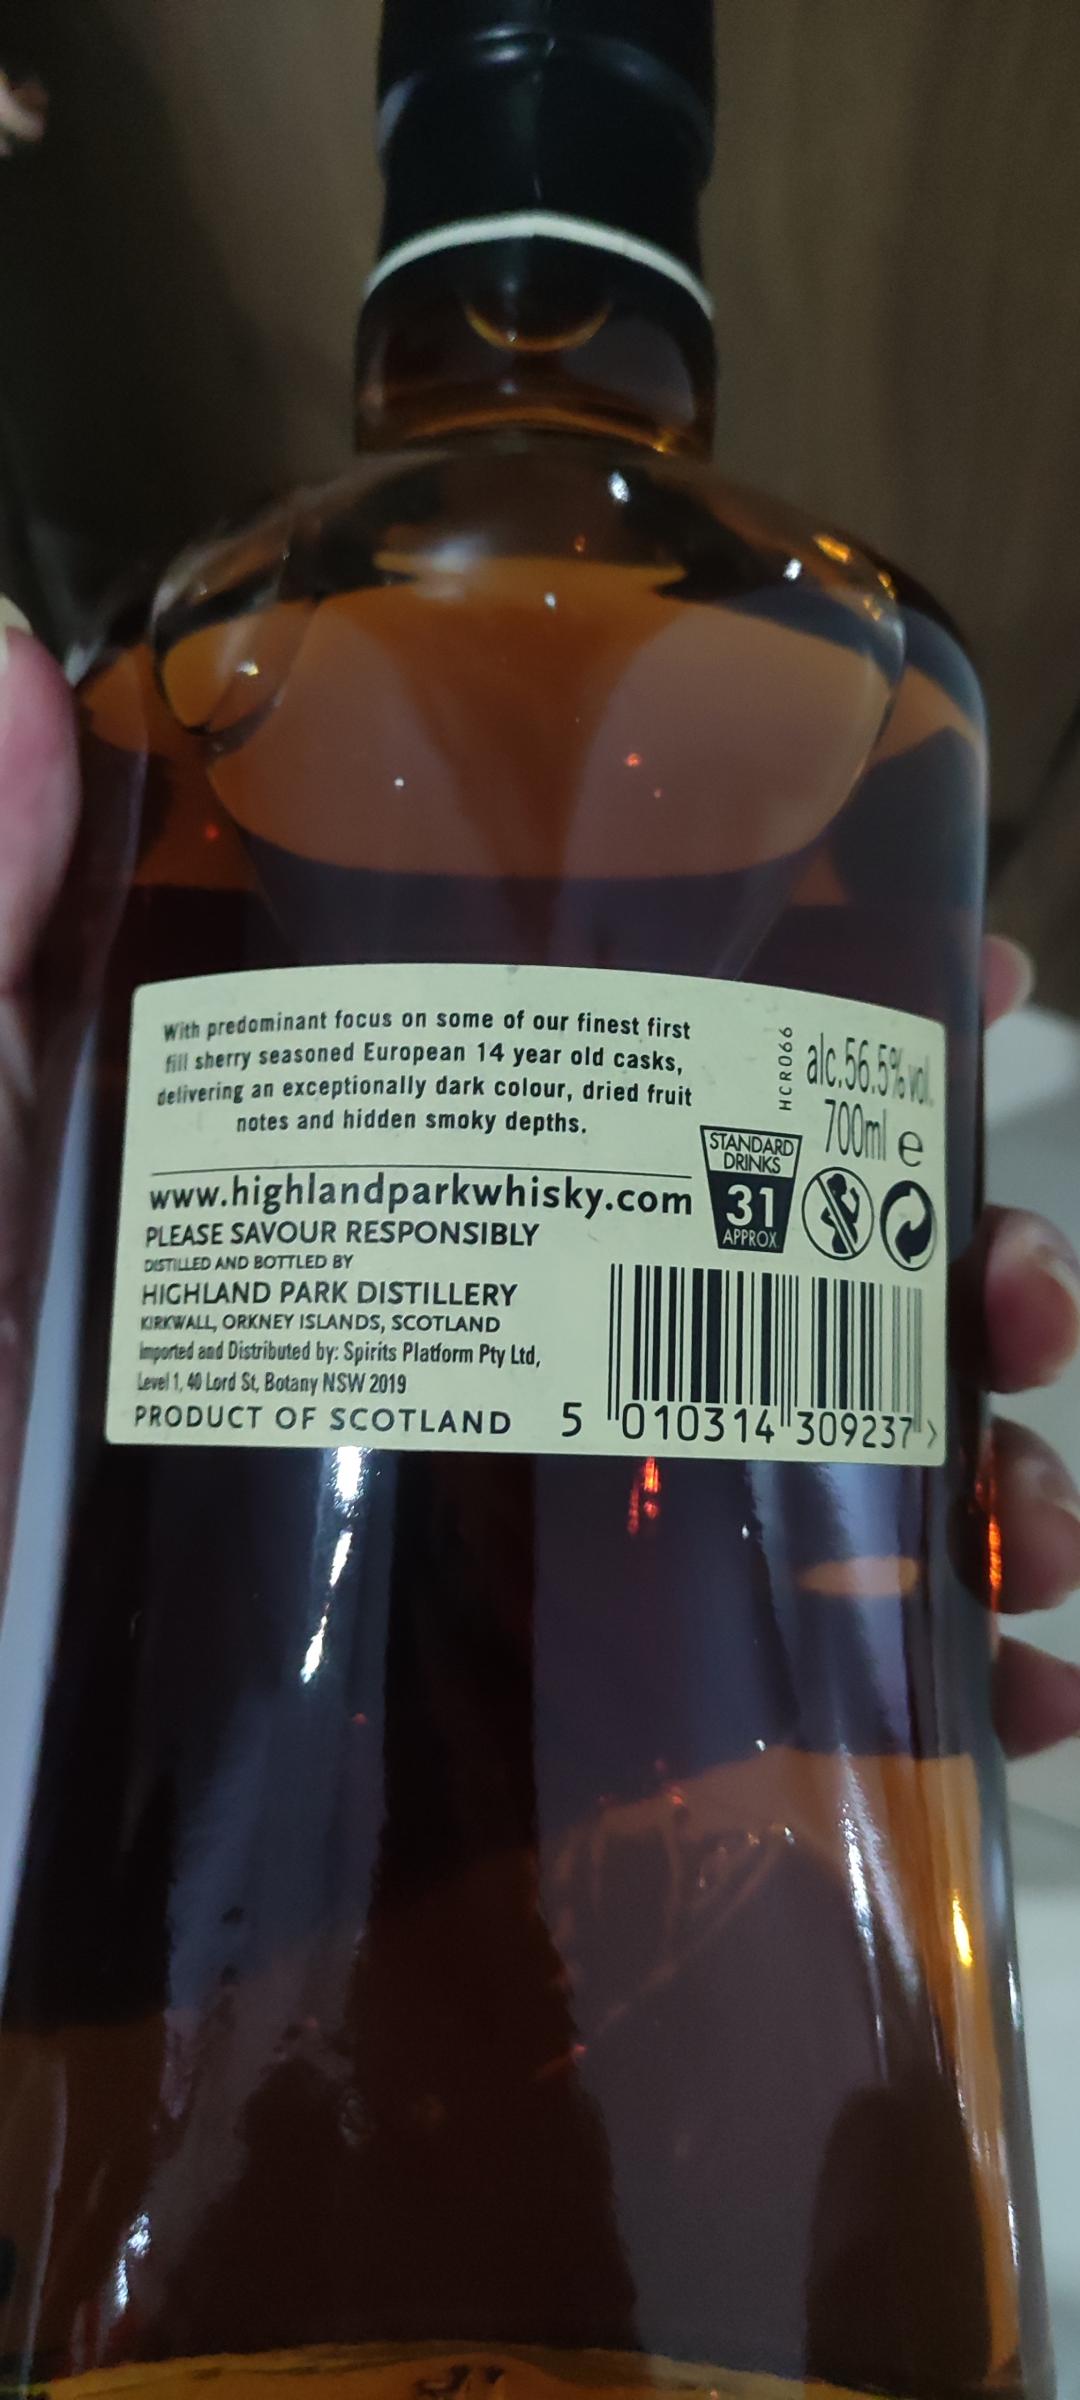 With predominant focus on some of our finest first
fill sherry seasoned European 14 year old casks,
delivering an exceptionally dark colour, dried fruit
notes and hidden smoky depths.
www.highlandparkwhisky.com
PLEASE SAVOUR RESPONSIBLY
DISTILLED AND BOTTLED BY
HIGHLAND PARK DISTILLERY
KIRKWALL, ORKNEY ISLANDS, SCOTLAND
Imported and Distributed by: Spirits Platform Pty Ltd,
Level 1, 40 Lord St, Botany NSW 2019
PRODUCT OF SCOTLAND
HCR066
alc.56.5% vol.
700ml e
STANDARD
DRINKS
31
APPROX
5 010314 309237 >